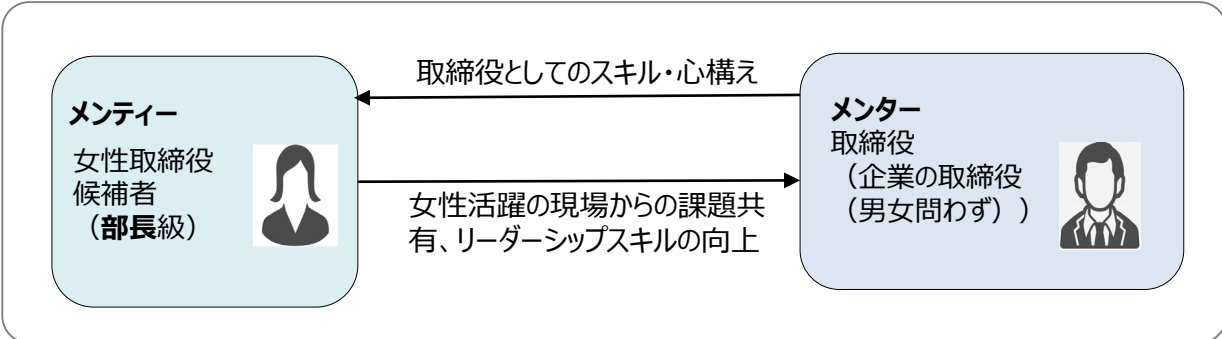 取締役としてのスキル・心構え
メンティー
女性取締役
候補者
（部長級）
メンター
取締役
（企業の取締役
（男女問わず））
女性活躍の現場からの課題共
有、リーダーシップスキルの向上